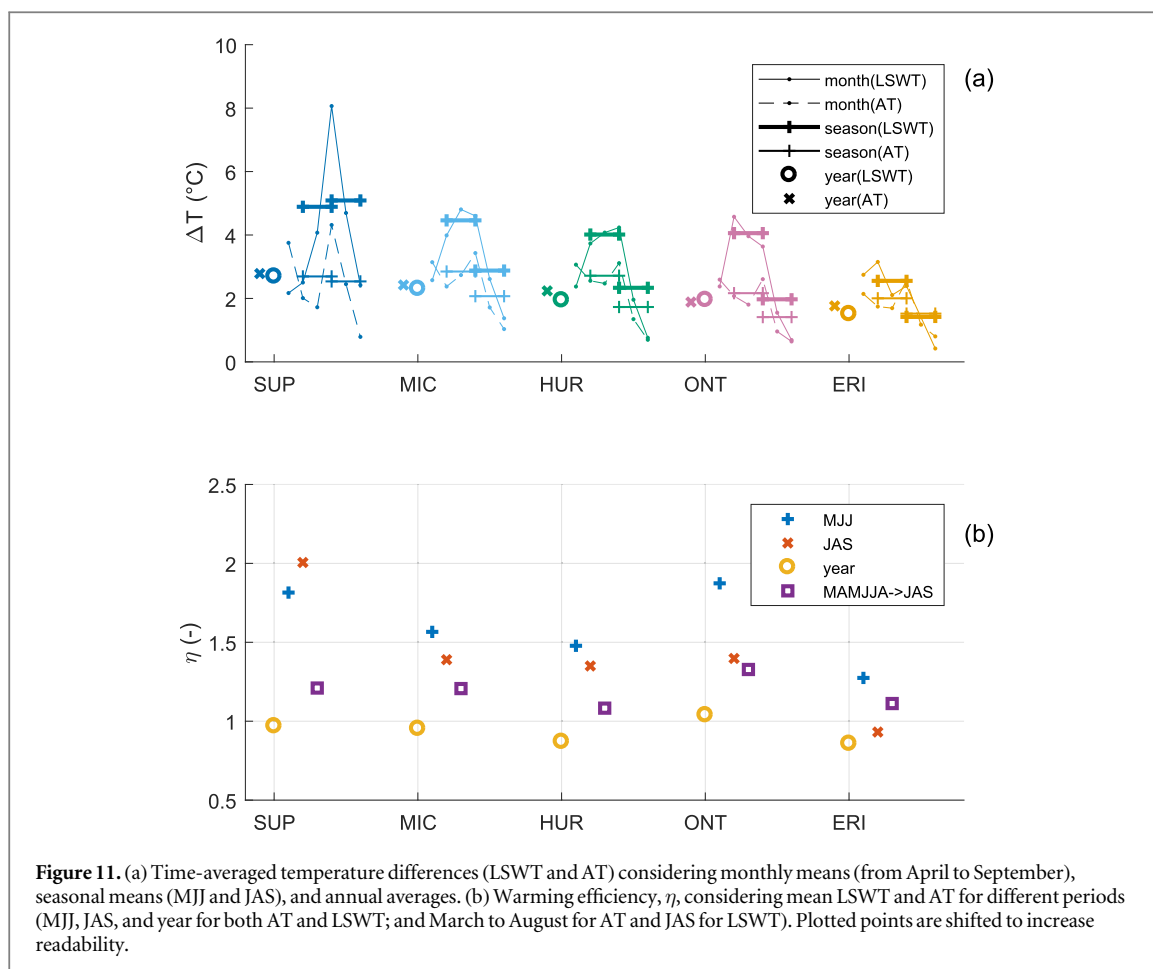 10
8
6
4
2
0
ΔT (°C)
month(LSWT)
month(AT)
season(LSWT)
season(AT)
year(LSWT)
year(AT)
(a)
SUP MIC HUR ONT ERI
2.5
2
1.5
1
0.5
η (-)
MJJ
JAS
year
MAMJJA->JAS
(b)
SUP MIC HUR ONT ERI
Figure 11. (a) Time-averaged temperature differences (LSWT and AT) considering monthly means (from April to September),
seasonal means (MJJ and JAS), and annual averages. (b) Warming efficiency, η, considering mean LSWT and AT for different periods
(MJJ, JAS, and year for both AT and LSWT; and March to August for AT and JAS for LSWT). Plotted points are shifted to increase
readability.